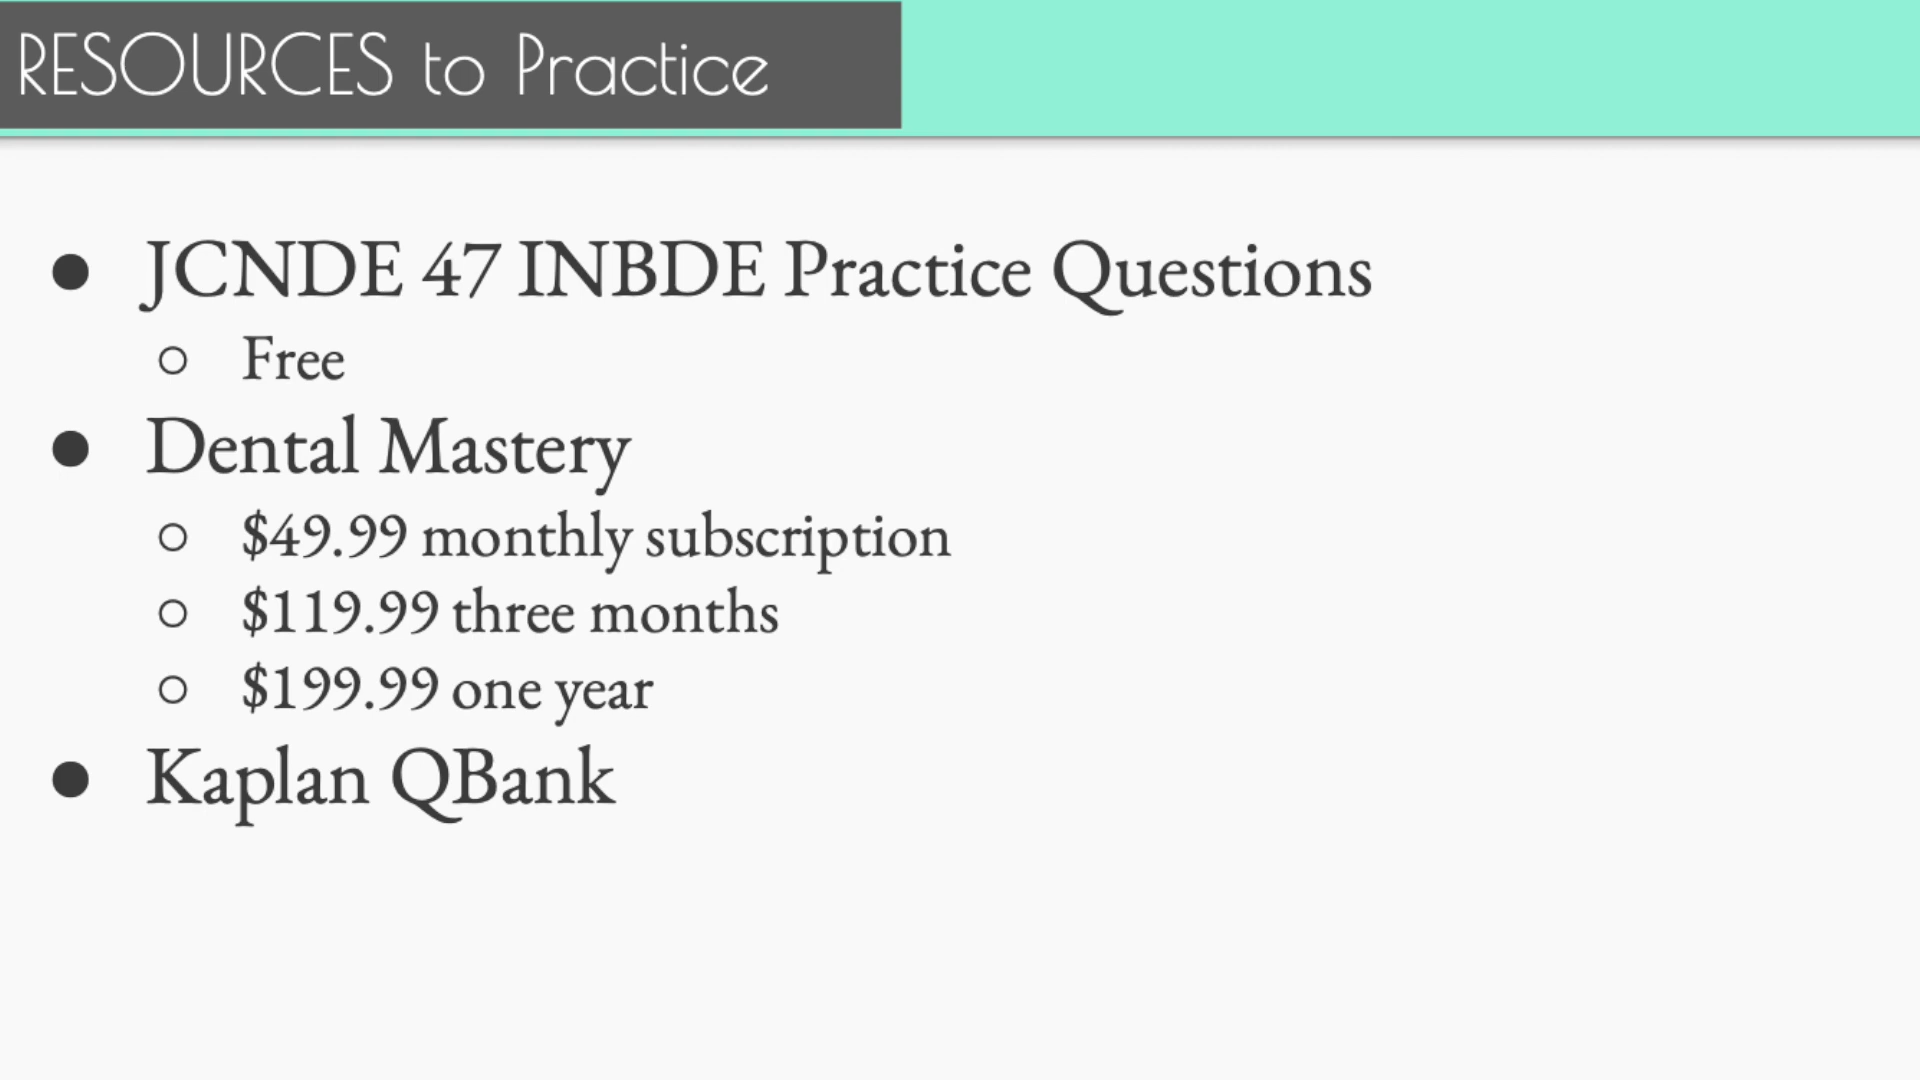 RESOURCES to Practice
● JCNDE 47 INBDE Practice Questions
○ Free
● Dental Mastery
○ $49.99 monthly subscription
○ $119.99 three months
○ $199.99 one year
● Kaplan QBank